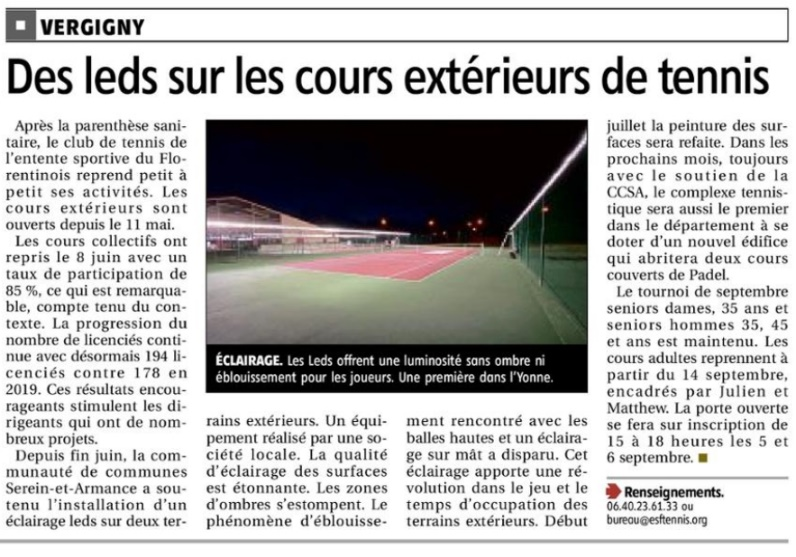 VERGIGNY
Des leds sur les cours extérieurs de tennis
Après la parenthèse sani-
taire, le club de tennis de
l'entente sportive du Flo-
rentinois reprend petit à
petit ses activités. Les
cours extérieurs sont
ouverts depuis le 11 mai.
Les cours collectifs ont
repris le 8 juin avec un
taux de participation de
85 %, ce qui est remarqua-
ble, compte tenu du con-
texte. La progression du
nombre de licenciés conti-
nue avec désormais 194 li-
cenciés contre 178 en
2019. Ces résultats encou-
rageants stimulent les di-
rigeants qui ont de nom-
breux projets.
Depuis fin juin, la com-
munauté de communes
Serein-et-Armance a sou-
tenu l'installation d'un
éclairage leds sur deux ter-
ÉCLAIRAGE. Les Leds offrent une luminosité sans ombre ni
éblouissement pour les joueurs. Une première dans l'Yonne.
rains extérieurs. Un équi-
pement réalisé par une so-
ciété locale. La qualité
d'éclairage des surfaces
est étonnante. Les zones
d'ombres s'estompent. Le
phénomène d'éblouisse-
ment rencontré avec les
balles hautes et un éclaira-
ge sur mât a disparu. Cet
éclairage apporte une ré-
volution dans le jeu et le
temps d'occupation des
terrains extérieurs. Début
juillet la peinture des sur-
faces sera refaite. Dans les
prochains mois, toujours
avec le soutien de la
CCSA, le complexe tennis-
tique sera aussi le premier
dans le département à se
doter d'un nouvel édifice
qui abritera deux cours
couverts de Padel.
Le tournoi de septembre
seniors dames, 35 ans et
seniors hommes 35, 45
et ans est maintenu. Les
cours adultes reprennent à
partir du 14 septembre,
encadrés par Julien et
Matthew. La porte ouverte
se fera sur inscription de
15 à 18 heures les 5 et
6 septembre.
Renseignements.
06.40.23.61.33 ou
bureau@esftennis.org